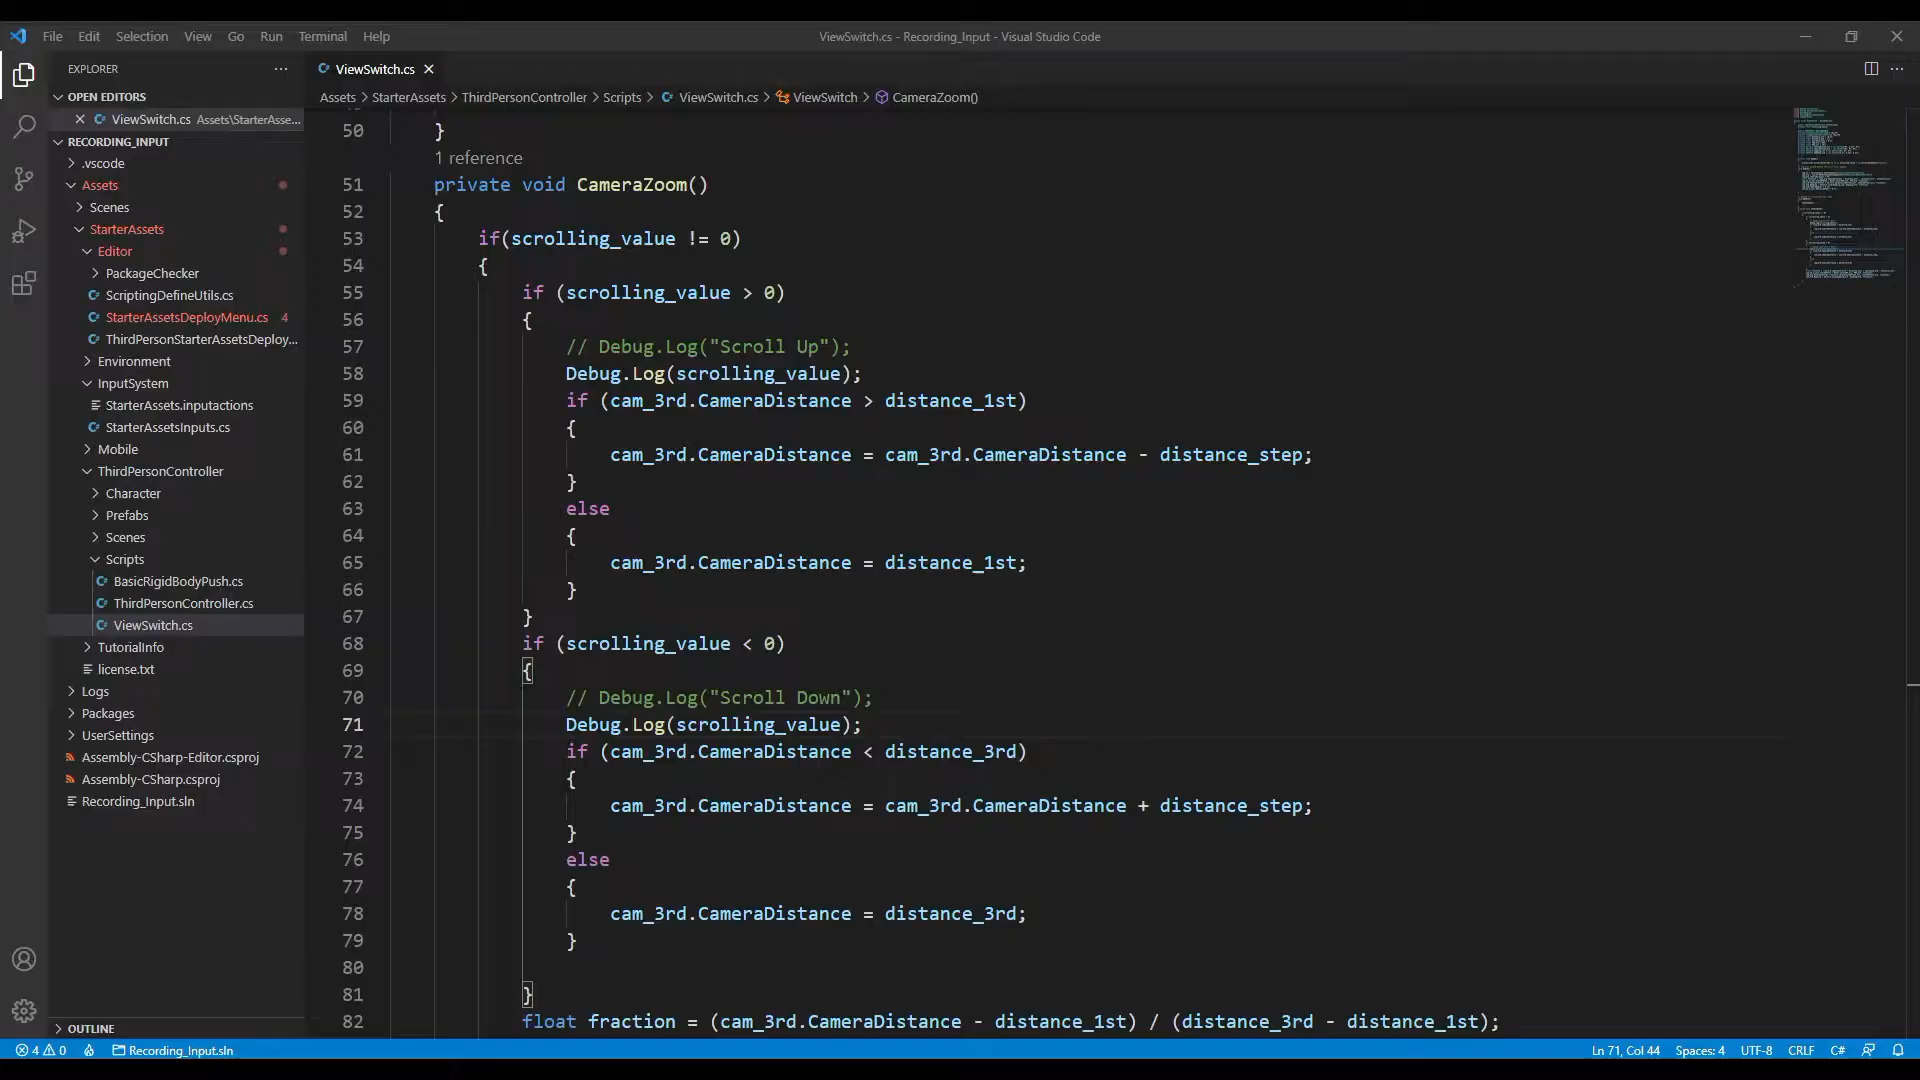 File Edit Selection View Go Run Terminal Help
ViewSwitch.cs - Recording_Input - Visual Studio Code
EXPLORER
OPEN EDITORS
ViewSwitch.cs Assets\StarterAsse...
RECORDING_INPUT
.vscode
Assets
Scenes
StarterAssets
Editor
PackageChecker
ScriptingDefineUtils.cs
StarterAssetsDeployMenu.cs 4
ThirdPersonStarterAssetsDeploy...
Environment
InputSystem
StarterAssets.inputactions
StarterAssetsInputs.cs
Mobile
ThirdPersonController
Character
Prefabs
Scenes
Scripts
BasicRigidBodyPush.cs
ThirdPersonController.cs
ViewSwitch.cs
TutorialInfo
license.txt
Logs
Packages
UserSettings
Assembly-CSharp-Editor.csproj
Assembly-CSharp.csproj
Recording_Input.sln
OUTLINE
ViewSwitch.cs
Assets > StarterAssets > ThirdPersonController > Scripts > ViewSwitch.cs > ViewSwitch > CameraZoom()
50 }
1 reference
51 private void CameraZoom()
52 {
53 if(scrolling_value != 0)
54 {
55 if (scrolling_value > 0)
56 {
57 // Debug.Log("Scroll Up");
58 Debug.Log(scrolling_value);
59 if (cam_3rd.CameraDistance > distance_1st)
60 {
61 cam_3rd.CameraDistance = cam_3rd.CameraDistance - distance_step;
62 }
63 else
64 {
65 cam_3rd.CameraDistance = distance_1st;
66 }
67 }
68 if (scrolling_value < 0)
69 {
70 // Debug.Log("Scroll Down");
71 Debug.Log(scrolling_value);
72 if (cam_3rd.CameraDistance < distance_3rd)
73 {
74 cam_3rd.CameraDistance = cam_3rd.CameraDistance + distance_step;
75 }
76 else
77 {
78 cam_3rd.CameraDistance = distance_3rd;
79 }
80
81 }
82 float fraction = (cam_3rd.CameraDistance - distance_1st) / (distance_3rd - distance_1st);
4 0 Recording_Input.sln
Ln 71, Col 44 Spaces: 4 UTF-8 CRLF C#